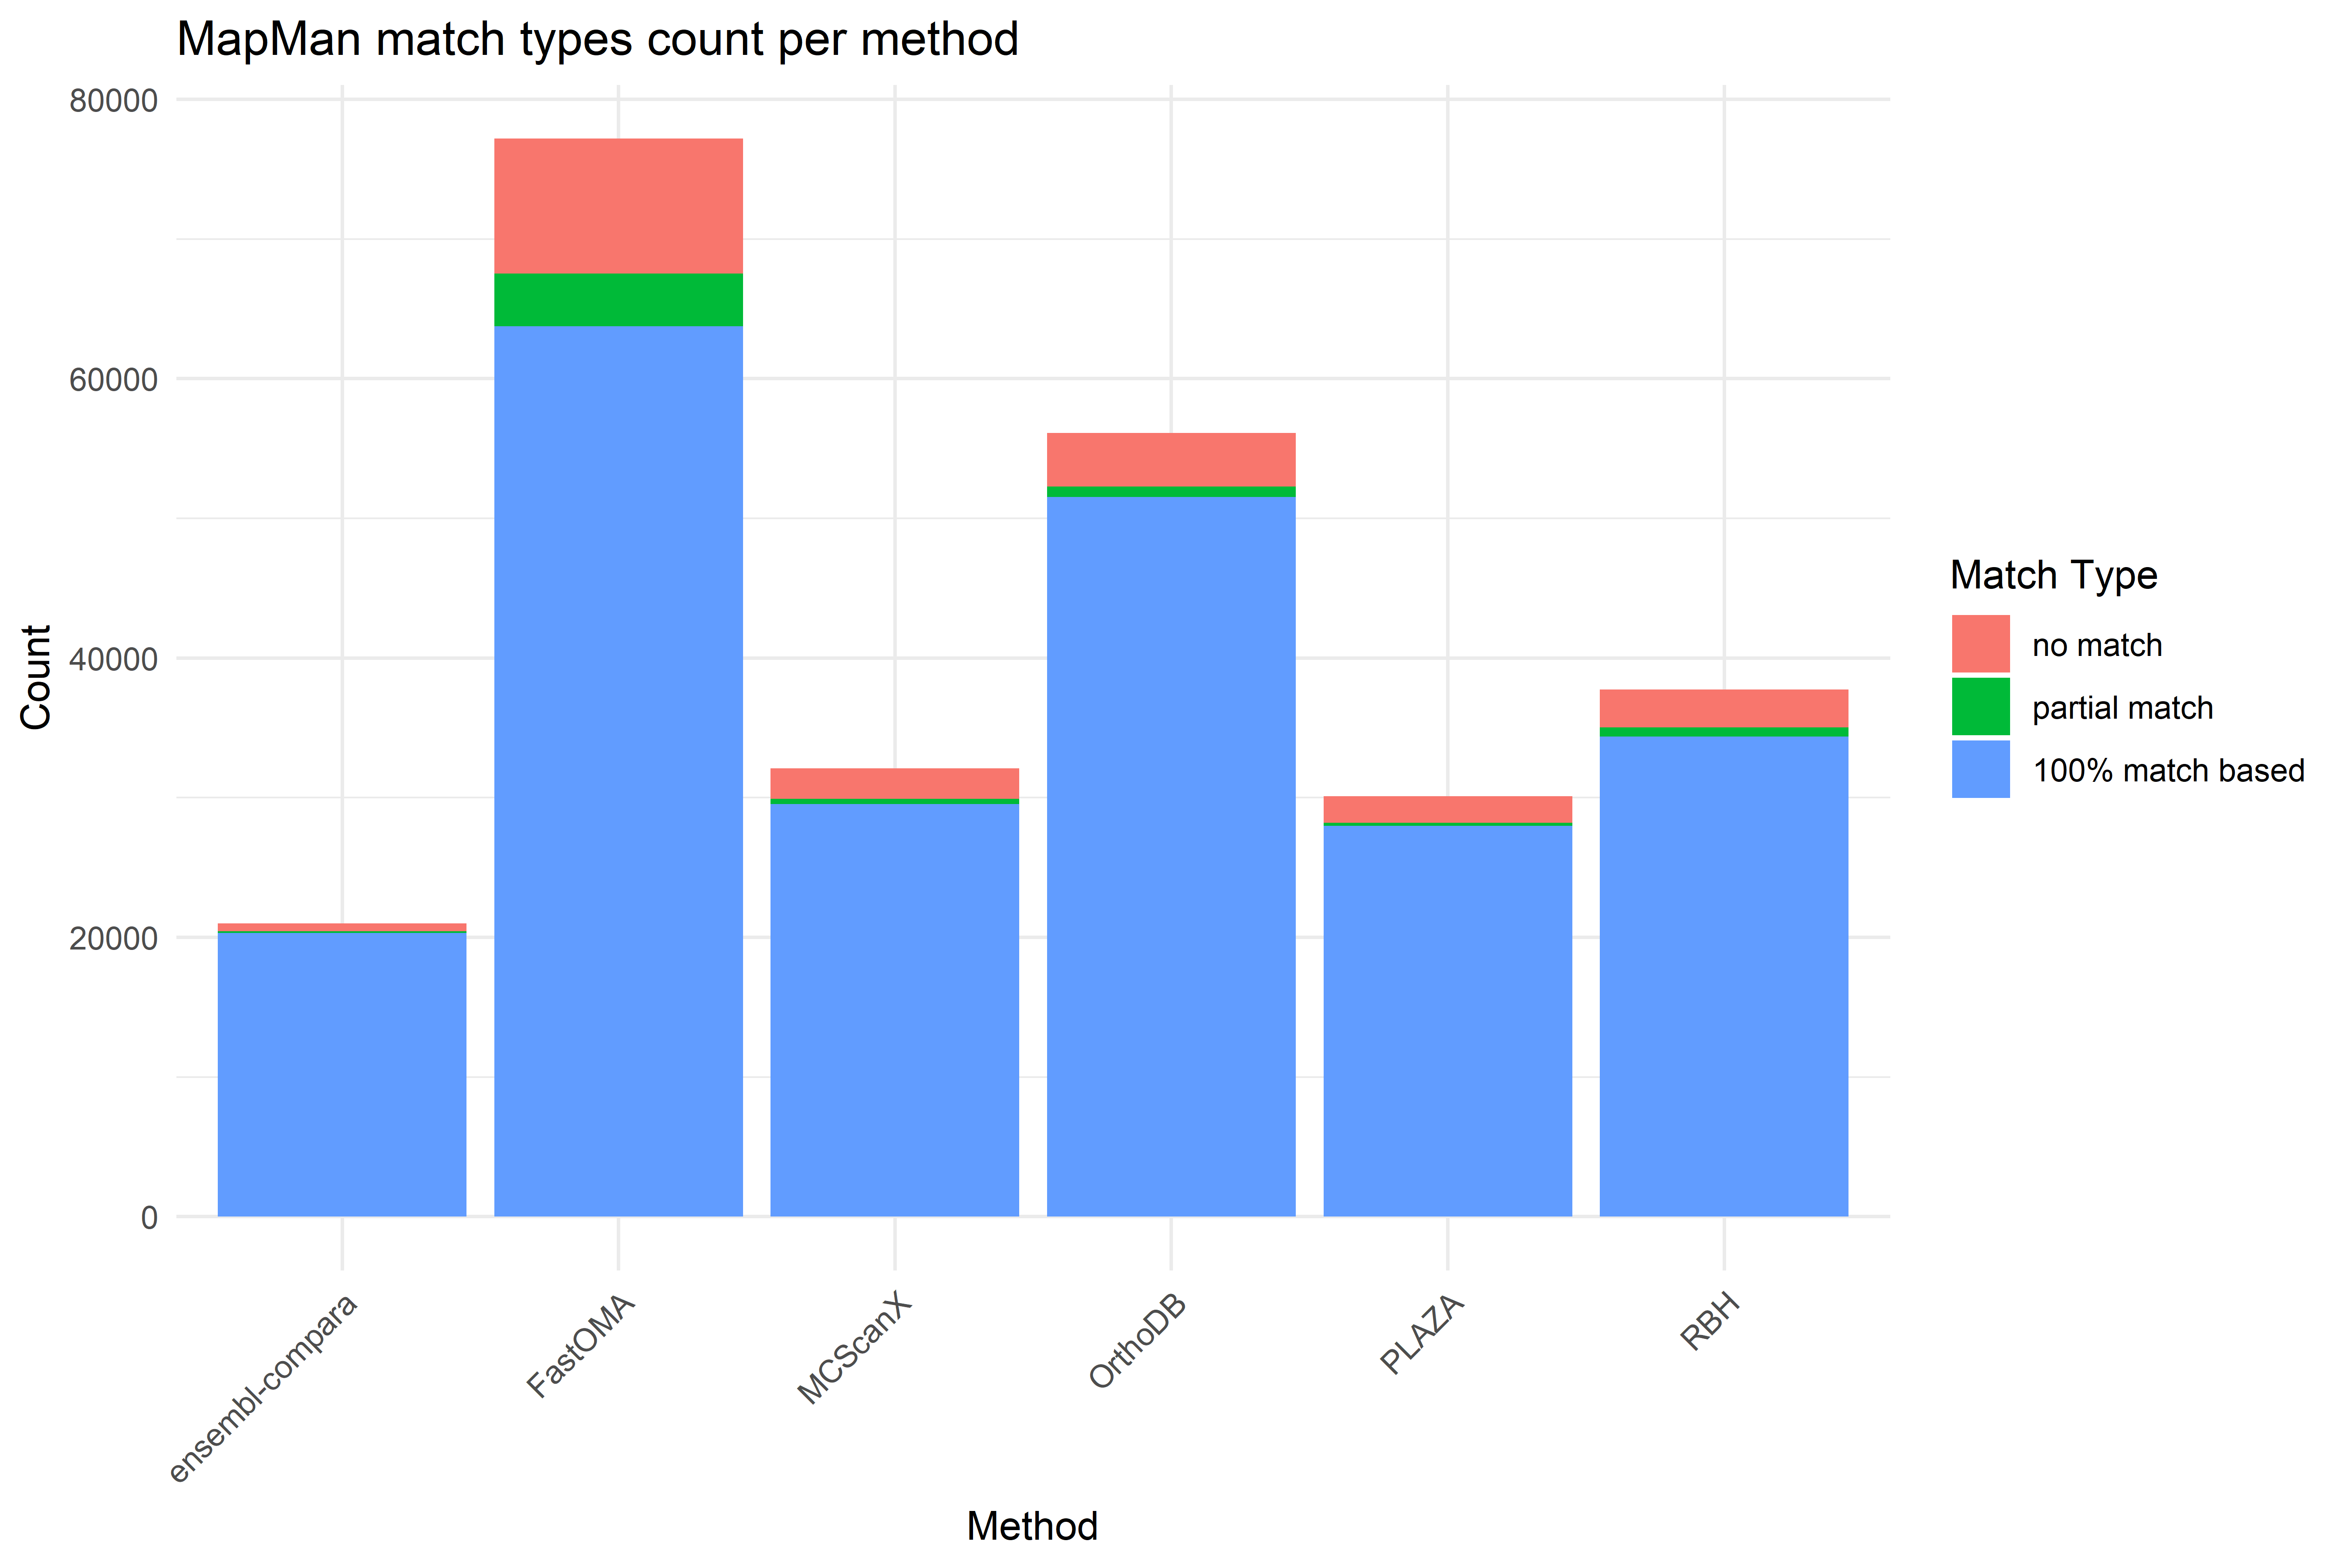 MapMan match types count per method
80000
60000
40000
20000
0
Count
ensembl-compara
FastOMA
MCScanX
OrthoDB
PLAZA
RBH
Method
Match Type
no match
partial match
100% match based